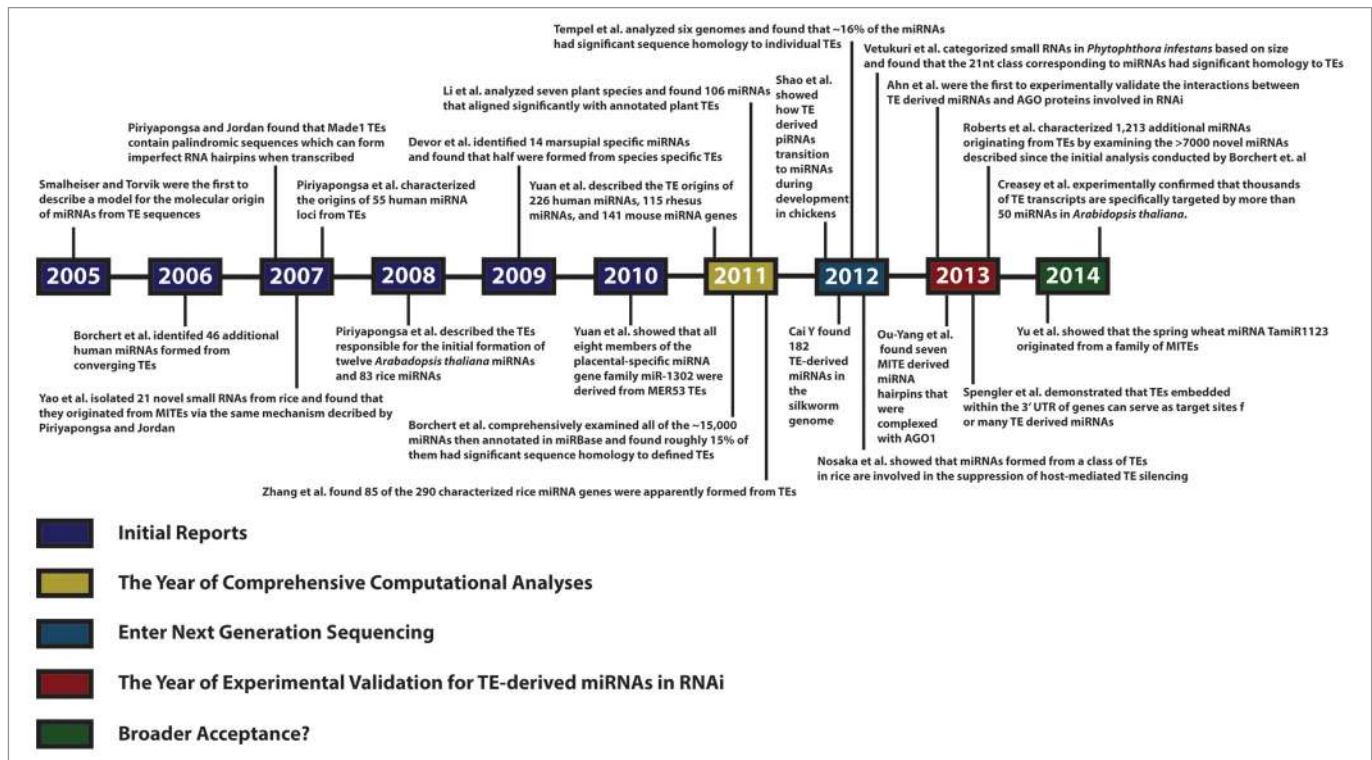 Tempel et al. analyzed six genomes and found that ~16% of the miRNAs
had significant sequence homology to individual TEs
Vetukuri et al. categorized small RNAs in Phytophthora infestans based on size
and found that the 21nt class corresponding to miRNAs had significant homology to TEs
Li et al. analyzed seven plant species and found 106 miRNAs
that aligned significantly with annotated plant TEs
Shao et al.
showed
how TE
derived
piRNAs
transition
to miRNAs
during
development
in chickens
Ahn et al. were the first to experimentally validate the interactions between
TE derived miRNAs and AGO proteins involved in RNAi
Piriyapongsa and Jordan found that Made1 TEs
contain palindromic sequences which can form
imperfect RNA hairpins when transcribed
Devor et al. identified 14 marsupial specific miRNAs
and found that half were formed from species specific TEs
Roberts et al. characterized 1,213 additional miRNAs
originating from TEs by examining the >7000 novel miRNAs
described since the initial analysis conducted by Borchert et. al
Smalheiser and Torvik were the first to
describe a model for the molecular origin
of miRNAs from TE sequences
Piriyapongsa et al. characterized
the origins of 55 human miRNA
loci from TEs
Yuan et al. described the TE origins of
226 human miRNAs, 115 rhesus
miRNAs, and 141 mouse miRNA genes
Creasey et al. experimentally confirmed that thousands
of TE transcripts are specifically targeted by more than
50 miRNAs in Arabidopsis thaliana.
2005 2006 2007 2008 2009 2010 2011 2012 2013 2014
Borchert et al. identifed 46 additional
human miRNAs formed from
converging TEs
Piriyapongsa et al. described the TEs
responsible for the initial formation of
twelve Arabadopsis thaliana miRNAs
and 83 rice miRNAs
Yuan et al. showed that all
eight members of the
placental-specific miRNA
gene family miR-1302 were
derived from MER53 TEs
Cai Y found
182
TE-derived
miRNAs in
the
silkworm
genome
Ou-Yang et al.
found seven
MITE derived
miRNA
hairpins that
were
complexed
with AGO1
Yu et al. showed that the spring wheat miRNA TamiR1123
originated from a family of MITEs
Yao et al. isolated 21 novel small RNAs from rice and found that
they originated from MITEs via the same mechanism decribed by
Piriyapongsa and Jordan
Spengler et al. demonstrated that TEs embedded
within the 3' UTR of genes can serve as target sites f
or many TE derived miRNAs
Borchert et al. comprehensively examined all of the ~15,000
miRNAs then annotated in miRBase and found roughly 15% of
them had significant sequence homology to defined TEs
Nosaka et al. showed that miRNAs formed from a class of TEs
in rice are involved in the suppression of host-mediated TE silencing
Zhang et al. found 85 of the 290 characterized rice miRNA genes were apparently formed from TEs
Initial Reports
The Year of Comprehensive Computational Analyses
Enter Next Generation Sequencing
The Year of Experimental Validation for TE-derived miRNAs in RNAi
Broader Acceptance?